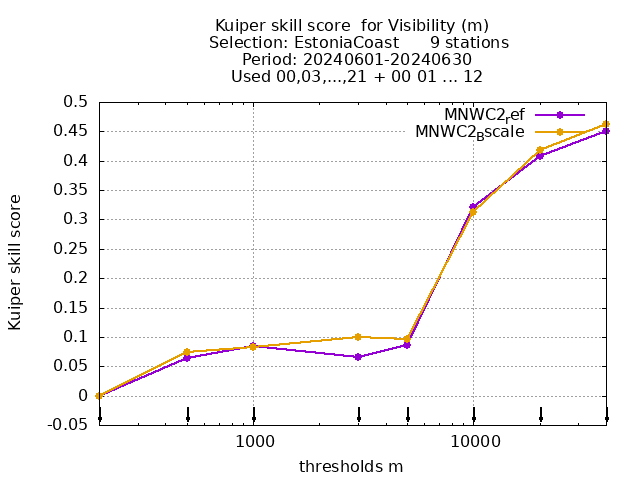 Kuiper skill score  for Visibility (m)
Selection: EstoniaCoast      9 stations
Period: 20240601-20240630
Used 00,03,...,21 + 00 01 ... 12
MNWC2ref
MNWC2Bscale
0.5
0.45
0.4
0.35
0.3
0.25
0.2
0.15
0.1
0.05
0
-0.05
Kuiper skill score
1000 10000
thresholds m